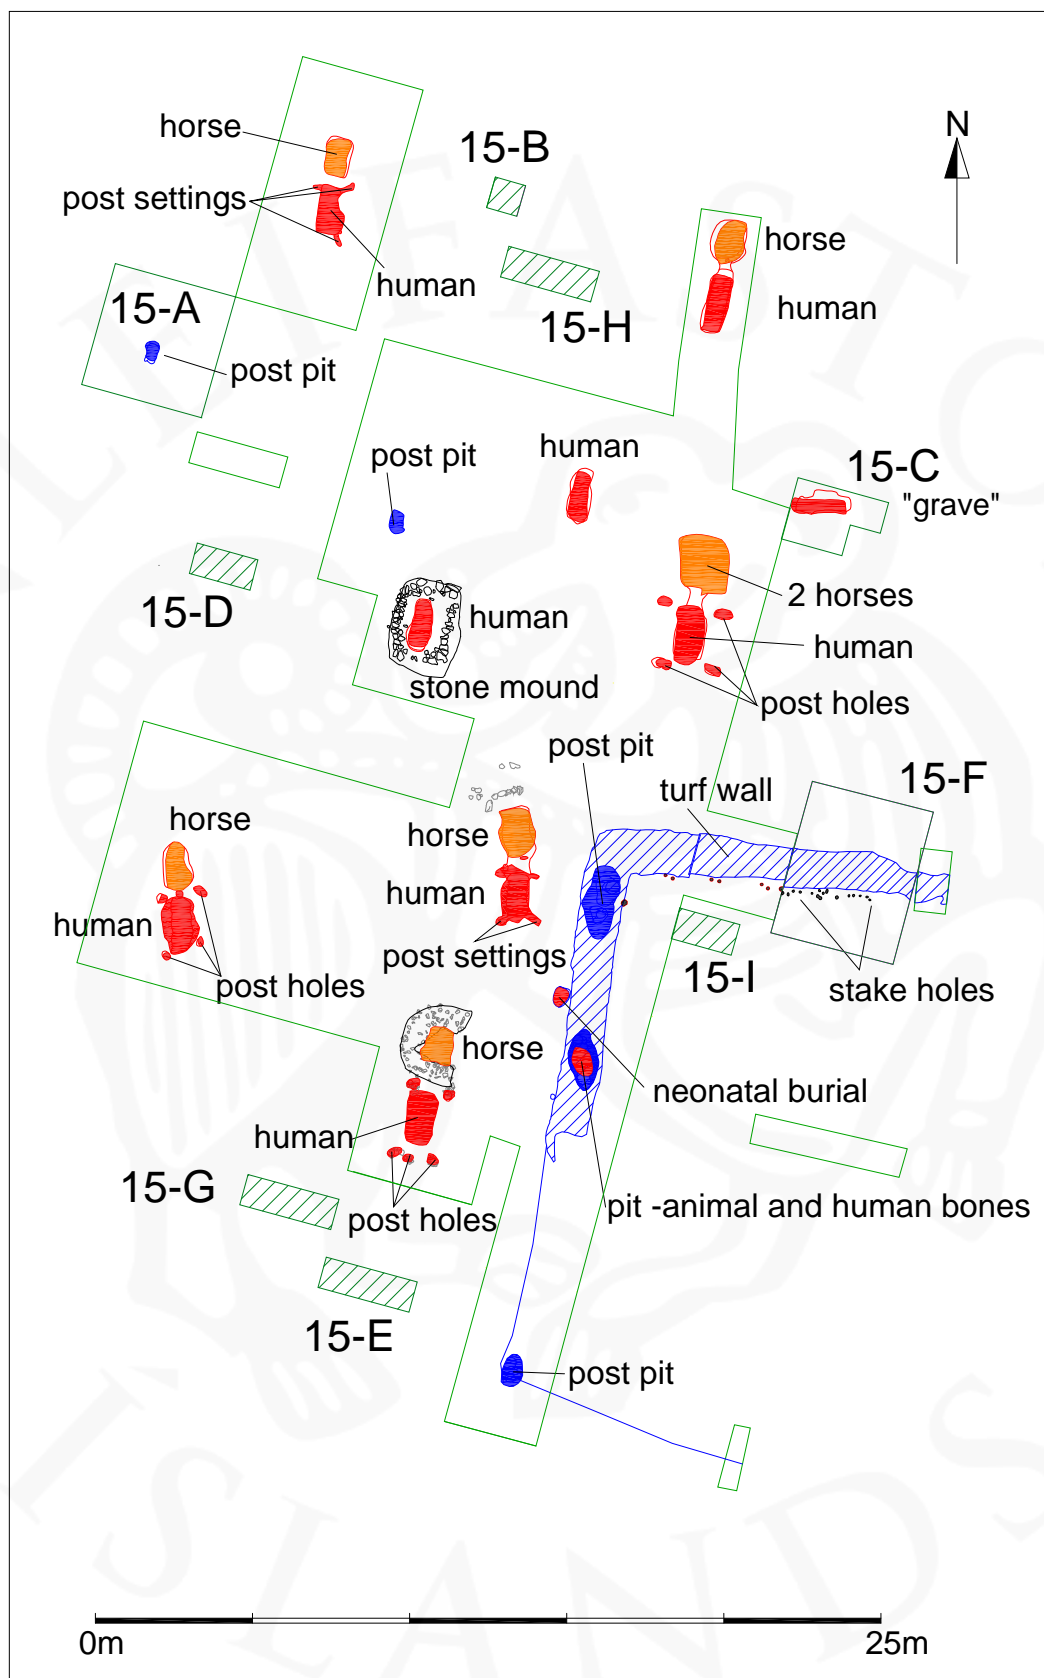 N
horse
15-B
post settings
horse
human
human
15-A
15-H
post pit
human
post pit
15-C
"grave"
2 horses
15-D
human
human
stone mound
post holes
post pit
15-F
turf wall
horse
horse
human
human
post settings
15-I
post holes
stake holes
horse
neonatal burial
human
15-G
pit -animal and human bones
post holes
15-E
post pit
0m
25m
FORNLEIFASTOFNUN
ÍSLANDS